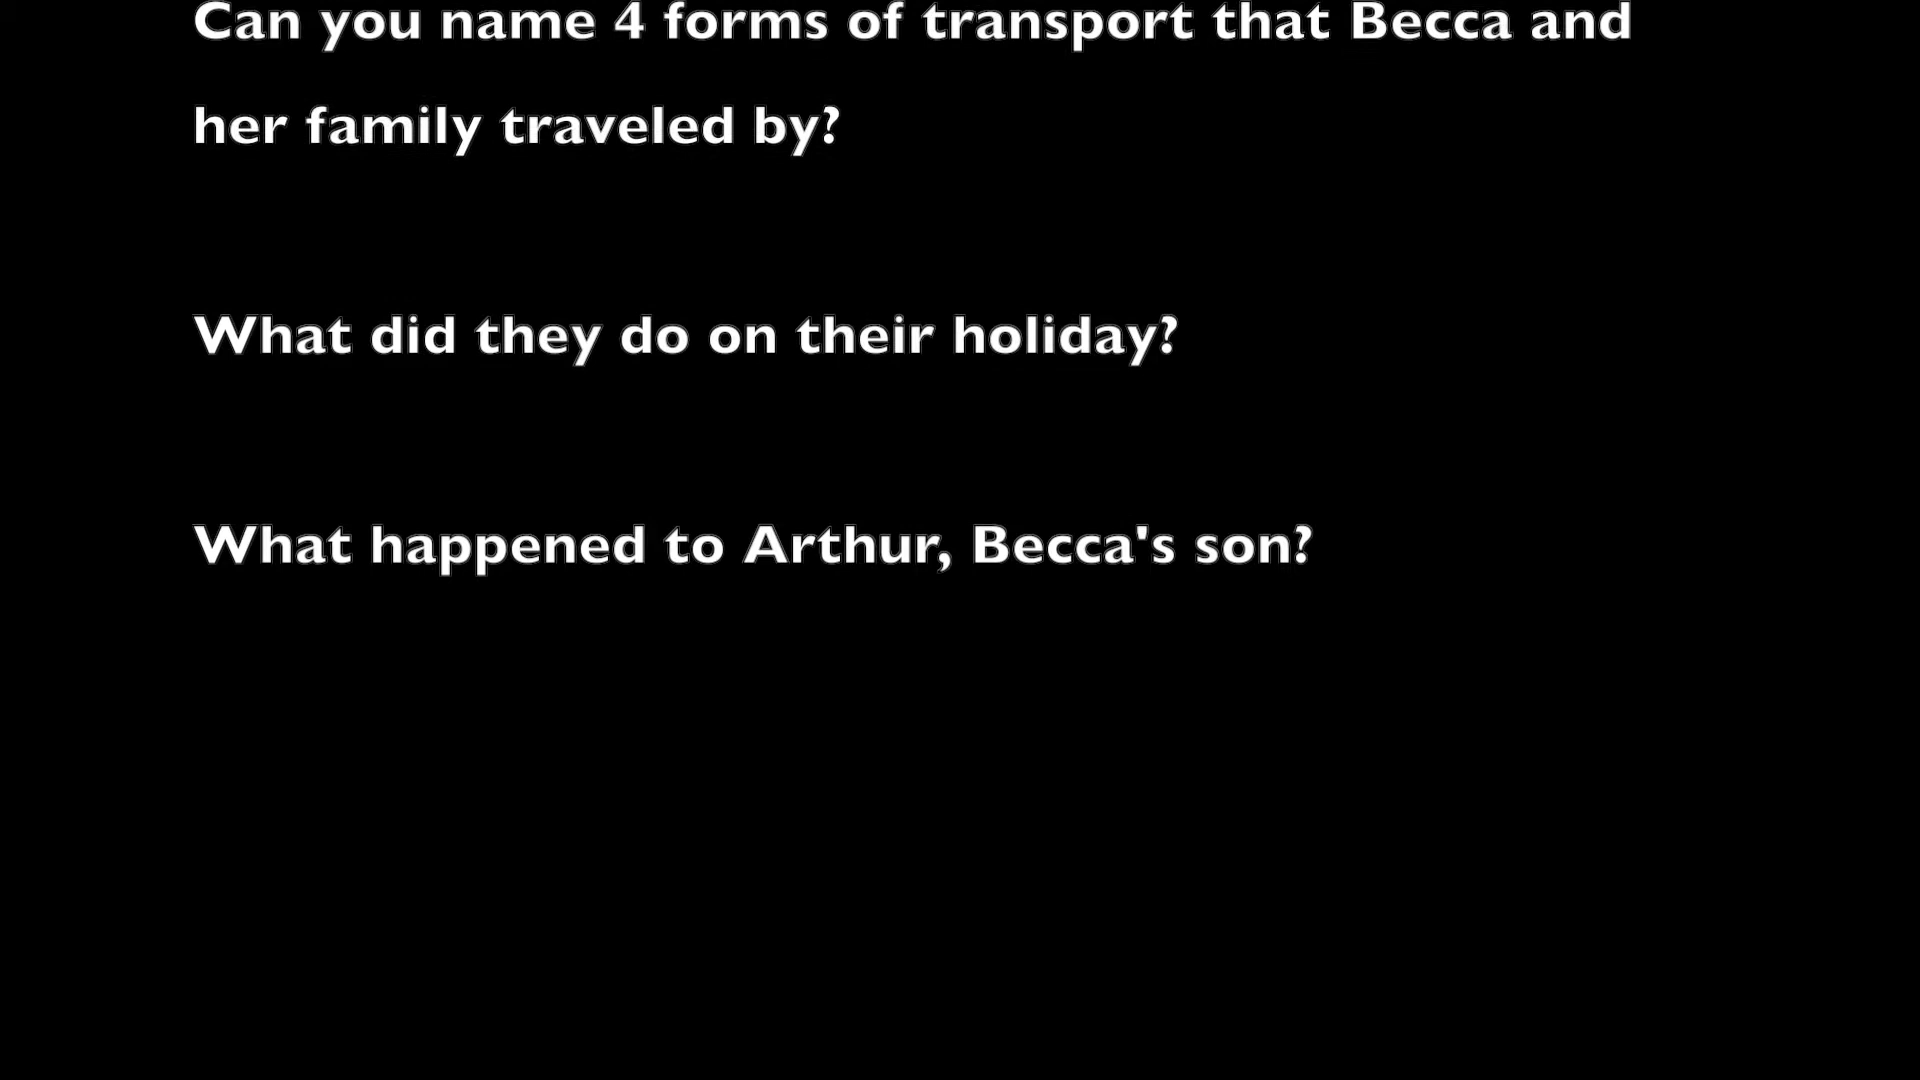 Can you name 4 forms of transport that Becca and
her family traveled by?
What did they do on their holiday?
What happened to Arthur, Becca's son?